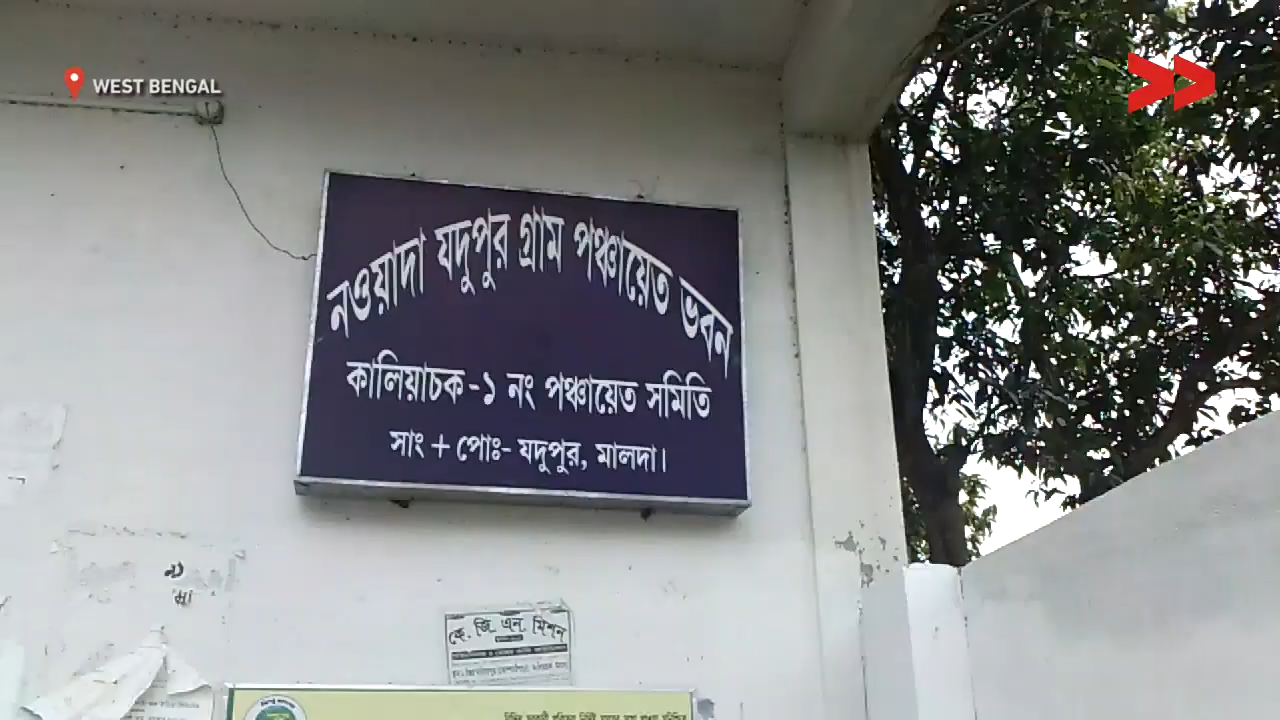 WEST BENGAL
নওয়াদা যদুপুর গ্রাম পঞ্চায়েত ভবন
কালিয়াচক -১ নং পঞ্চায়েত সমিতি
সাং + পোঃ- যদুপুর, মালদা।
কে. জি. এন. মিশন